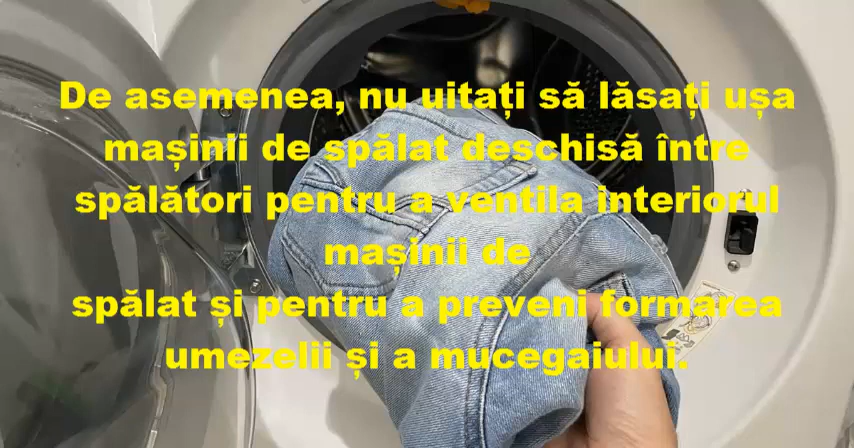 De asemenea, nu uitați să lăsați ușa
mașinii de spălat deschisă între
spălători pentru a ventila interiorul
mașinii de
spălat și pentru a preveni formarea
umezelii și a mucegaiului.